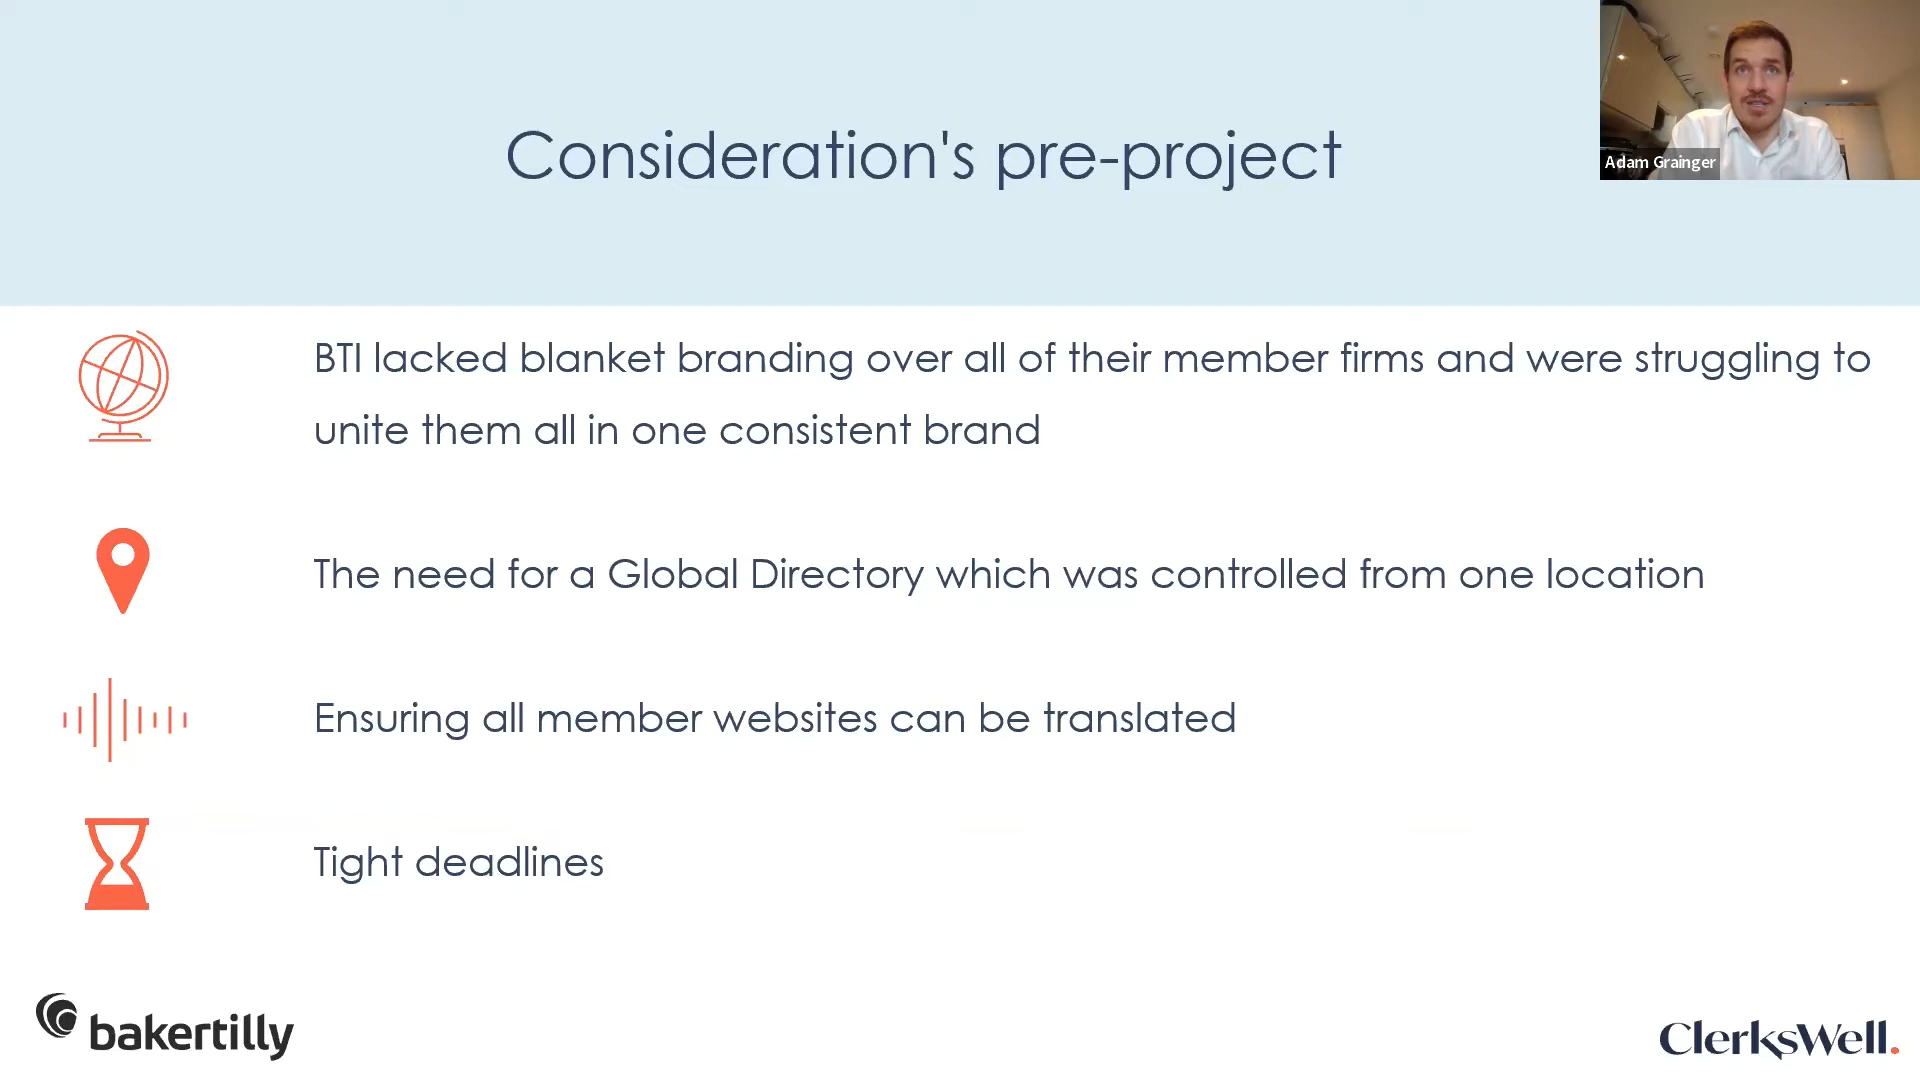 Consideration's pre-project
Adam Grainger
BTI lacked blanket branding over all of their member firms and were struggling to
unite them all in one consistent brand
The need for a Global Directory which was controlled from one location
Ensuring all member websites can be translated
Tight deadlines
bakertilly
ClerksWell.